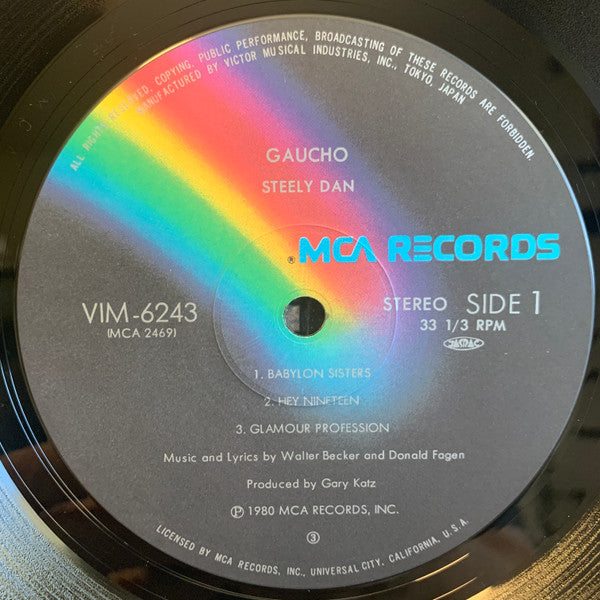 ALL RIGHTS RESERVED. COPYING, PUBLIC PERFORMANCE, BROADCASTING OF THESE RECORDS ARE FORBIDDEN.
MANUFACTURED BY VICTOR MUSICAL INDUSTRIES, INC., TOKYO, JAPAN
GAUCHO
STEELY DAN
® MCA RECORDS
VIM-6243
(MCA 2469)
STEREO SIDE 1
33 1/3 RPM
JASRAC
1. BABYLON SISTERS
2. HEY NINETEEN
3. GLAMOUR PROFESSION
Music and Lyrics by Walter Becker and Donald Fagen
Produced by Gary Katz
℗ 1980 MCA RECORDS, INC.
③
LICENSED BY MCA RECORDS, INC., UNIVERSAL CITY, CALIFORNIA, U.S.A.